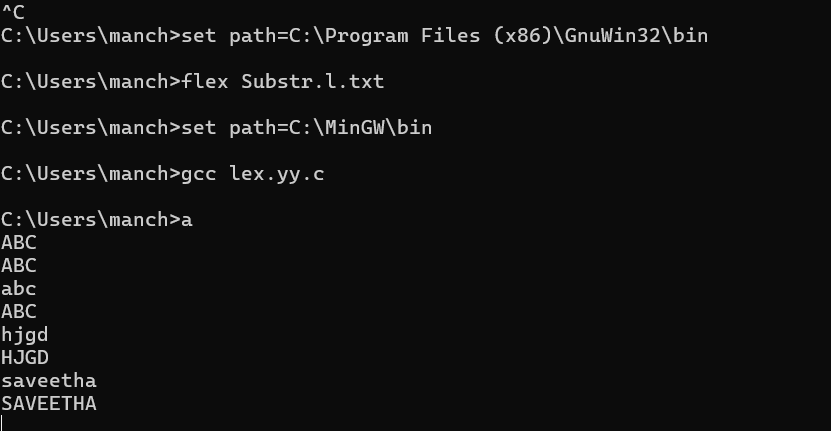 ^C
C:\Users\manch>set path=C:\Program Files (x86)\GnuWin32\bin
C:\Users\manch>flex Substr.l.txt
C:\Users\manch>set path=C:\MinGW\bin
C:\Users\manch>gcc lex.yy.c
C:\Users\manch>a
ABC
ABC
abc
ABC
hjgd
HJGD
saveetha
SAVEETHA